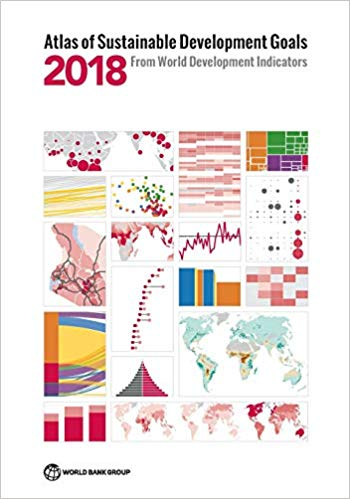 Atlas of Sustainable Development Goals
2018 From World Development Indicators
WORLD BANK GROUP